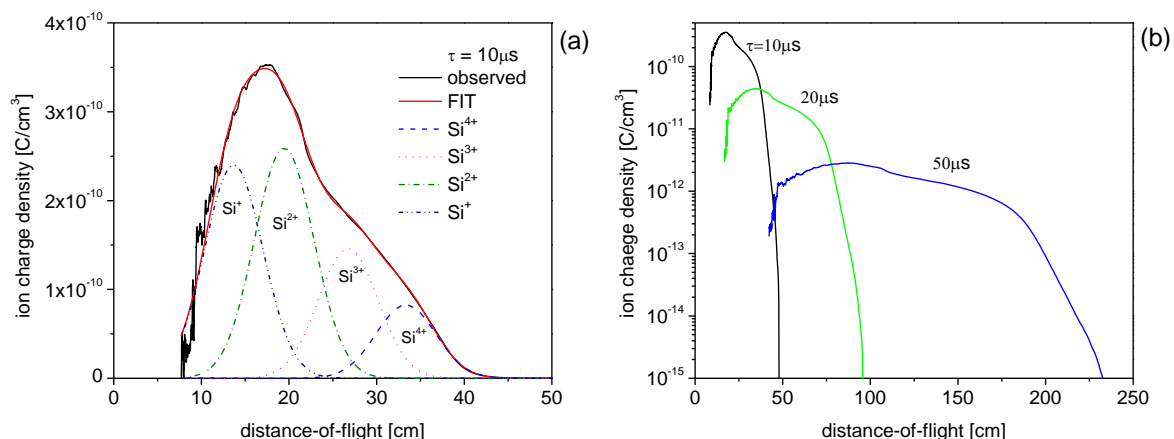 4x10⁻¹⁰
3x10⁻¹⁰
2x10⁻¹⁰
1x10⁻¹⁰
0
ion charge density [C/cm³]
(a)
τ = 10μs
observed
FIT
Si⁴⁺
Si³⁺
Si²⁺
Si⁺
Si⁺
Si²⁺
Si³⁺
Si⁴⁺
0 10 20 30 40 50
distance-of-flight [cm]
10⁻¹⁰
10⁻¹¹
10⁻¹²
10⁻¹³
10⁻¹⁴
10⁻¹⁵
ion chaege density [C/cm³]
(b)
τ=10μs
20μs
50μs
0 50 100 150 200 250
distance-of-flight [cm]